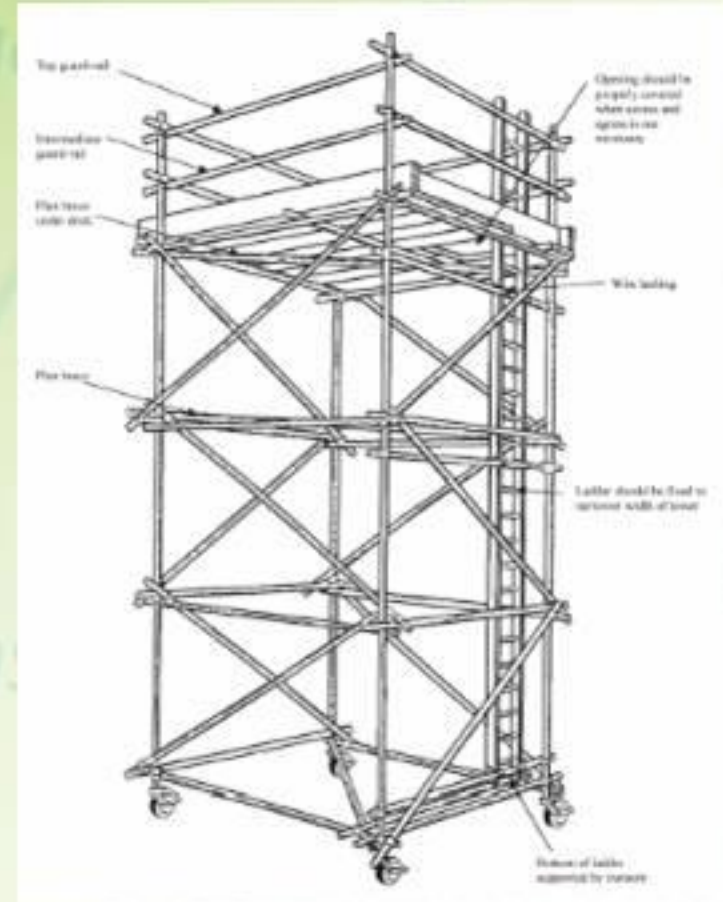 Top guard-rail
Intermediate
guard-rail
Plan brace
under deck
Plan brace
Opening should be
properly covered
when access and
egress is not
necessary
Wire lashing
Ladder should be fixed to
narrower width of tower
Bottom of ladder
supported by transom